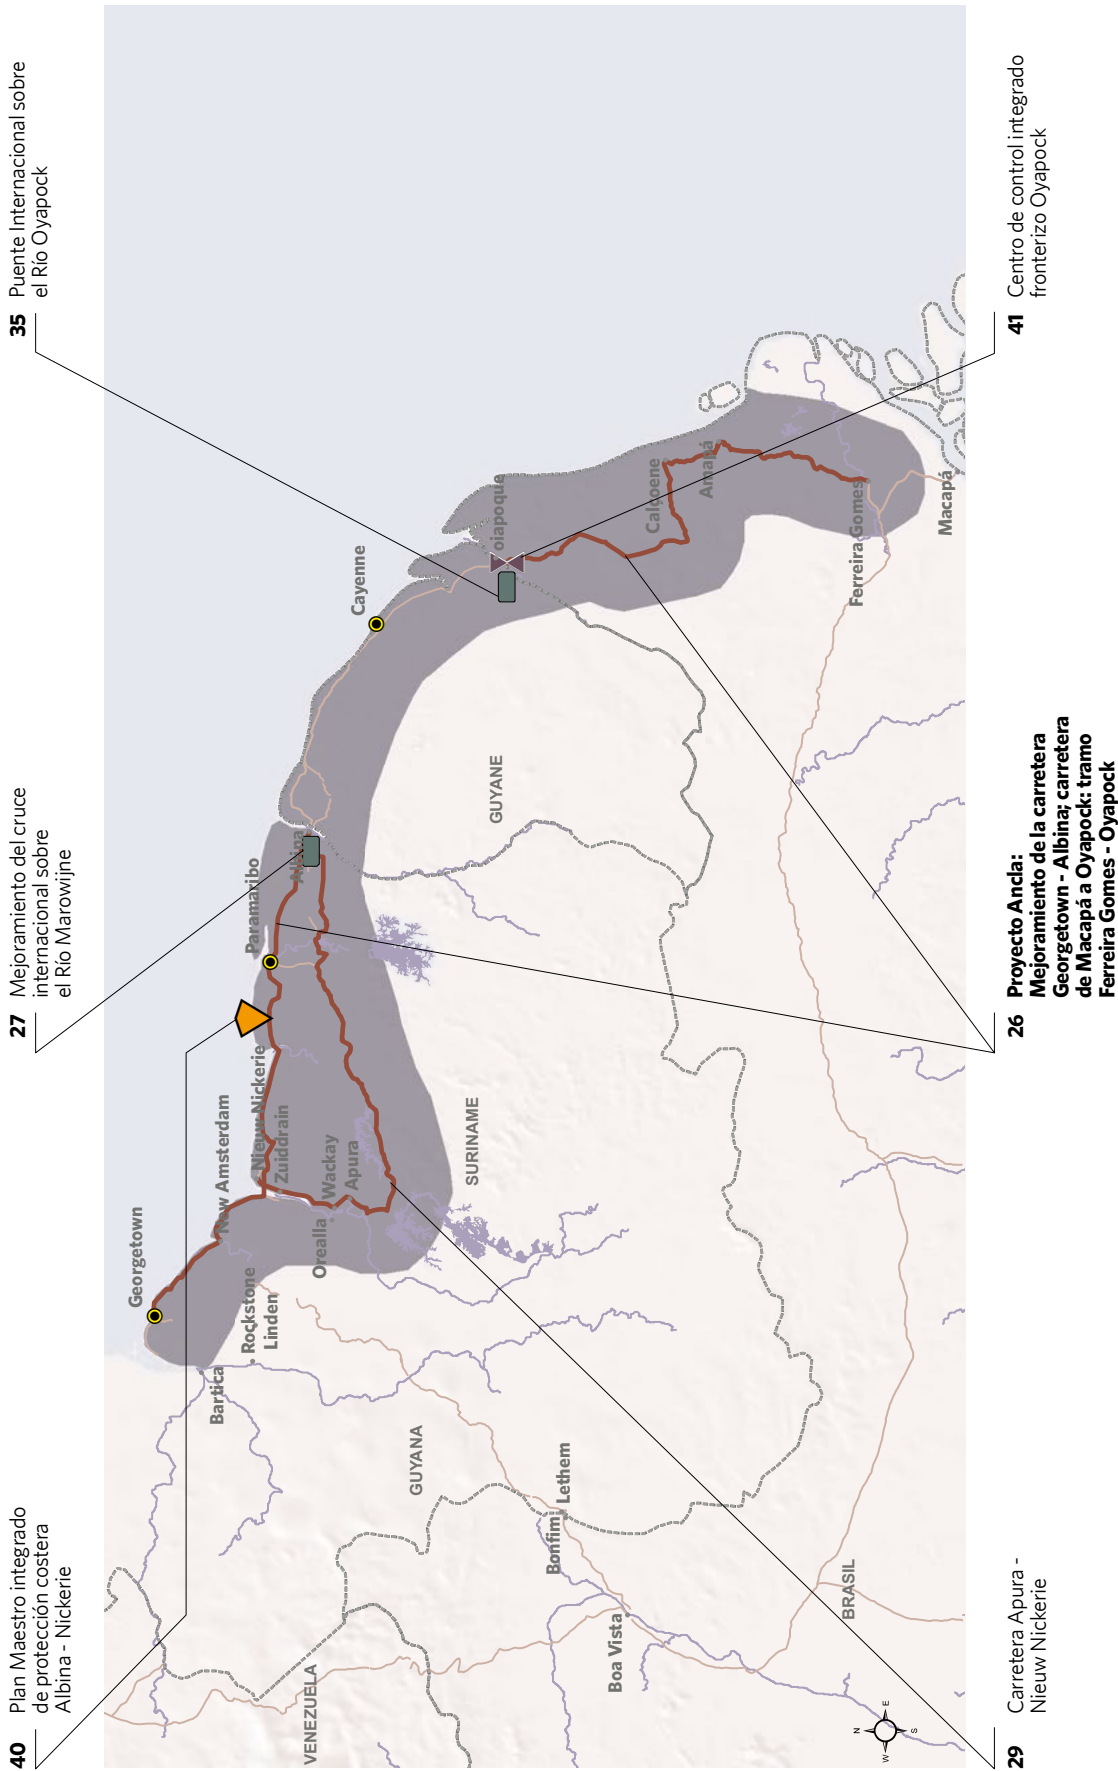 40 Plan Maestro integrado
de protección costera
Albina - Nickerie
27 Mejoramiento del cruce
internacional sobre
el Río Marowijne
35 Puente Internacional sobre
el Río Oyapock
Georgetown
New Amsterdam
Nieuw Nickerie
Zuiddrain
Paramaribo
Albina
Cayenne
oiapoque
Bartica
Rockstone
Linden
Orealla
Wackay
Apura
Calçoene
Amapá
VENEZUELA
GUYANA
SURINAME
GUYANE
Bonfim
Lethem
Boa Vista
BRASIL
Ferreira Gomes
Macapá
N
W
E
S
29 Carretera Apura -
Nieuw Nickerie
26 Proyecto Ancla:
Mejoramiento de la carretera
Georgetown - Albina; carretera
de Macapá a Oyapock: tramo
Ferreira Gomes - Oyapock
41 Centro de control integrado
fronterizo Oyapock